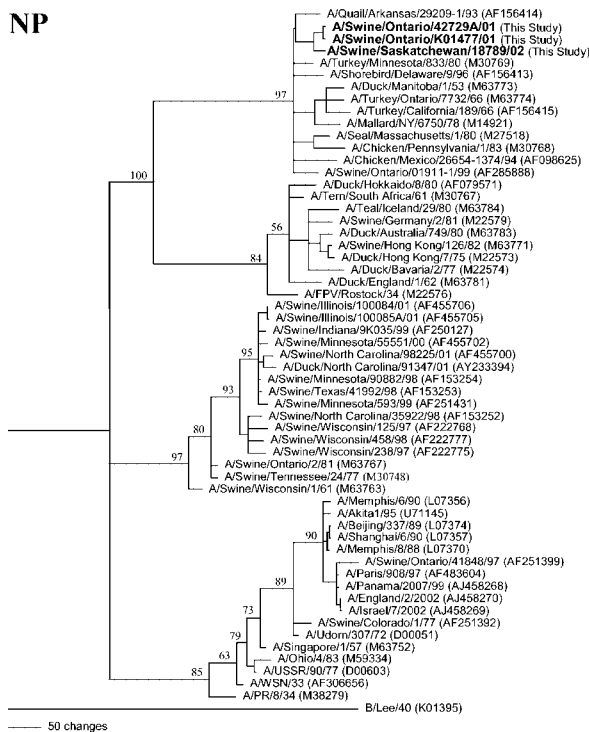 NP
A/Quail/Arkansas/29209-1/93 (AF156414)
A/Swine/Ontario/42729A/01 (This Study)
A/Swine/Ontario/K01477/01 (This Study)
A/Swine/Saskatchewan/18789/02 (This Study)
A/Turkey/Minnesota/833/80 (M30769)
A/Shorebird/Delaware/9/96 (AF156413)
97
A/Duck/Manitoba/1/53 (M63773)
A/Turkey/Ontario/7732/66 (M63774)
A/Turkey/California/189/66 (AF156415)
A/Mallard/NY/6750/78 (M14921)
A/Seal/Massachusetts/1/80 (M27518)
A/Chicken/Pennsylvania/1/83 (M30768)
A/Chicken/Mexico/26654-1374/94 (AF098625)
A/Swine/Ontario/01911-1/99 (AF285888)
100
A/Duck/Hokkaido/8/80 (AF079571)
A/Tern/South Africa/61 (M30767)
A/Teal/Iceland/29/80 (M63784)
A/Swine/Germany/2/81 (M22579)
56
A/Duck/Australia/749/80 (M63783)
A/Swine/Hong Kong/126/82 (M63771)
A/Duck/Hong Kong/7/75 (M22573)
84
A/Duck/Bavaria/2/77 (M22574)
A/Duck/England/1/62 (M63781)
A/FPV/Rostock/34 (M22576)
A/Swine/Illinois/100084/01 (AF455706)
A/Swine/Illinois/100085A/01 (AF455705)
A/Swine/Indiana/9K035/99 (AF250127)
A/Swine/Minnesota/55551/00 (AF455702)
95
A/Swine/North Carolina/98225/01 (AF455700)
A/Duck/North Carolina/91347/01 (AY233394)
A/Swine/Minnesota/90882/98 (AF153254)
93
A/Swine/Texas/41992/98 (AF153253)
A/Swine/Minnesota/593/99 (AF251431)
A/Swine/North Carolina/35922/98 (AF153252)
A/Swine/Wisconsin/125/97 (AF222768)
80
A/Swine/Wisconsin/458/98 (AF222777)
A/Swine/Wisconsin/238/97 (AF222775)
97
A/Swine/Ontario/2/81 (M63767)
A/Swine/Tennessee/24/77 (M30748)
A/Swine/Wisconsin/1/61 (M63763)
A/Memphis/6/90 (L07356)
A/Akita1/95 (U71145)
A/Beijing/337/89 (L07374)
90
A/Shanghai/6/90 (L07357)
A/Memphis/8/88 (L07370)
A/Swine/Ontario/41848/97 (AF251399)
A/Paris/908/97 (AF483604)
89
A/Panama/2007/99 (AJ458268)
A/England/2/2002 (AJ458270)
A/Israel/7/2002 (AJ458269)
73
A/Swine/Colorado/1/77 (AF251392)
A/Udorn/307/72 (D00051)
79
A/Singapore/1/57 (M63752)
63
A/Ohio/4/83 (M59334)
A/USSR/90/77 (D00603)
85
A/WSN/33 (AF306656)
A/PR/8/34 (M38279)
B/Lee/40 (K01395)
50 changes